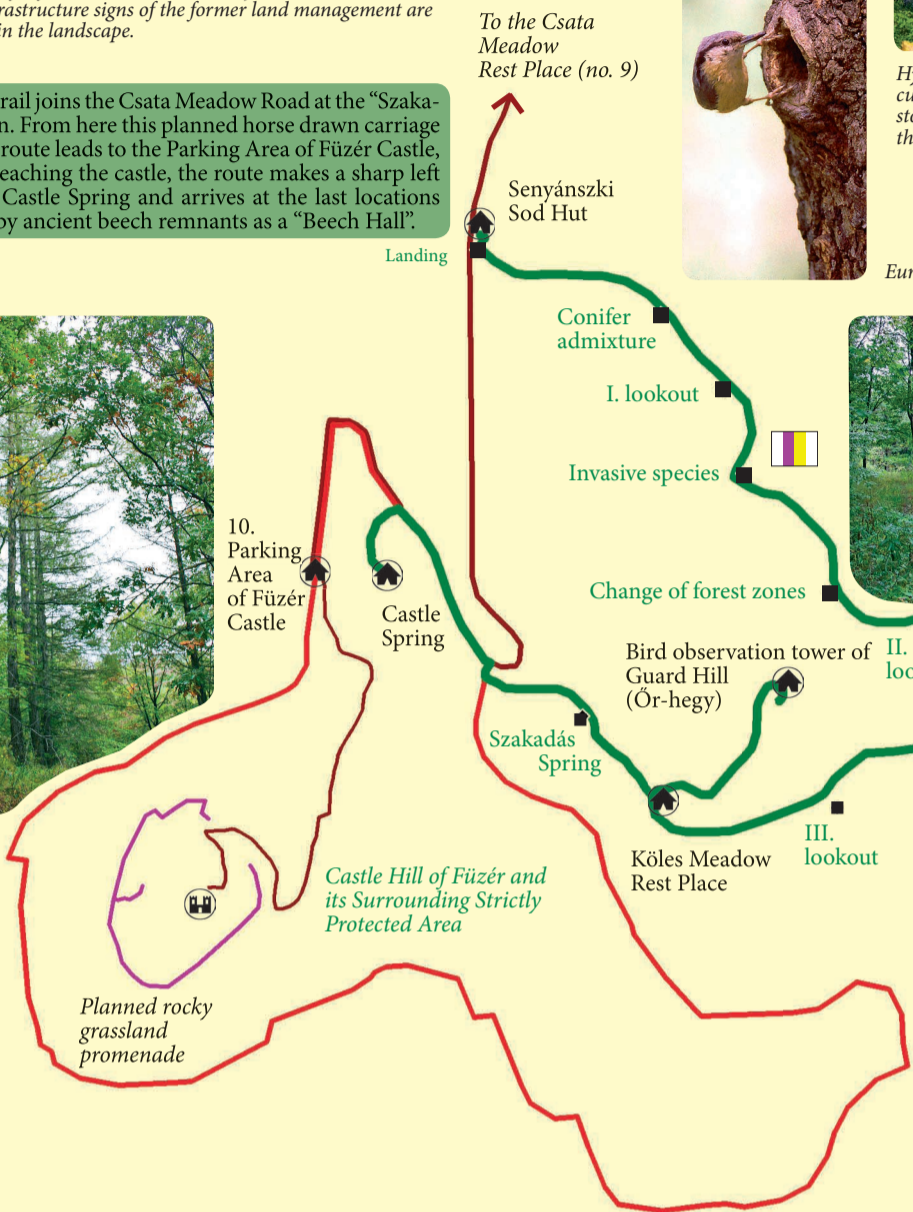 rastructure signs of the former land management are
in the landscape.
To the Csata
Meadow
Rest Place (no. 9)
rail joins the Csata Meadow Road at the “Szaka-
n. From here this planned horse drawn carriage
route leads to the Parking Area of Füzér Castle,
eaching the castle, the route makes a sharp left
Castle Spring and arrives at the last locations
by ancient beech remnants as a “Beech Hall”.
Senyánszki
Sod Hut
Landing
Conifer
admixture
I. lookout
Invasive species
10.
Parking
Area
of Füzér
Castle
Castle
Spring
Change of forest zones
Bird observation tower of
Guard Hill
(Őr-hegy)
II.
loo
Szakadás
Spring
III.
lookout
Köles Meadow
Rest Place
Castle Hill of Füzér and
its Surrounding Strictly
Protected Area
Planned rocky
grassland
promenade
Hy
cu
sto
th
Eur